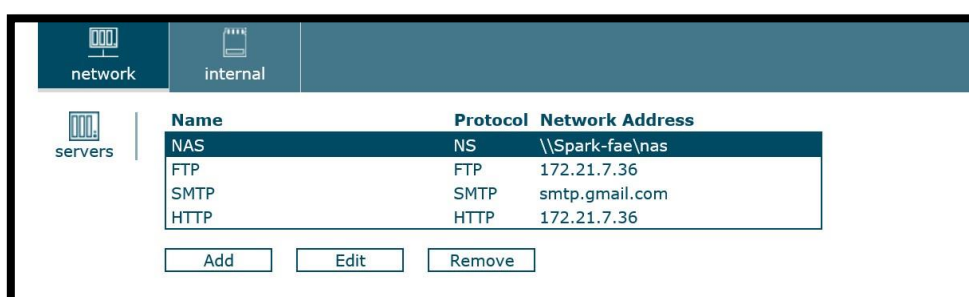 network internal
servers
Name Protocol Network Address
NAS NS \\Spark-fae\nas
FTP FTP 172.21.7.36
SMTP SMTP smtp.gmail.com
HTTP HTTP 172.21.7.36
Add Edit Remove